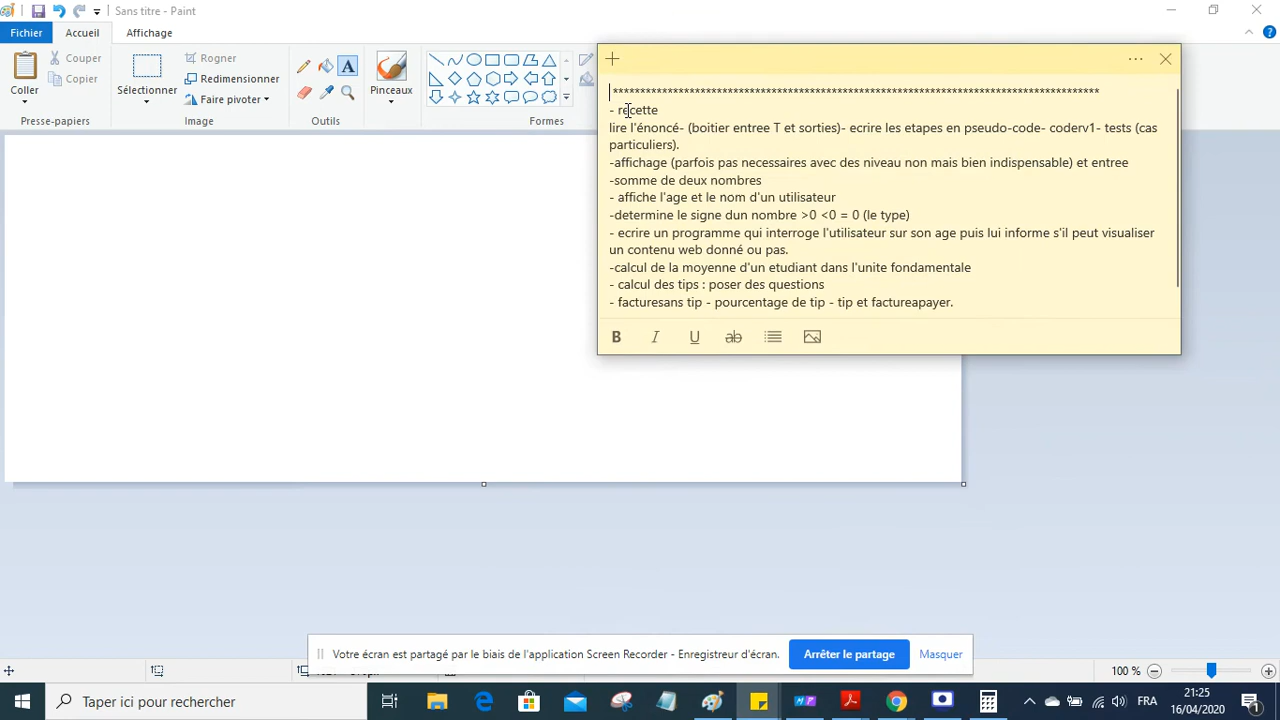 Sans titre - Paint
Fichier Accueil Affichage
Coller
Couper
Copier
Presse-papiers
Sélectionner
Rogner
Redimensionner
Faire pivoter
Image
A
Outils
Pinceaux
Formes
********************************************************************************************
- recette
lire l'énoncé- (boitier entree T et sorties)- ecrire les etapes en pseudo-code- coderv1- tests (cas
particuliers).
-affichage (parfois pas necessaires avec des niveau non mais bien indispensable) et entree
-somme de deux nombres
- affiche l'age et le nom d'un utilisateur
-determine le signe dun nombre >0 <0 = 0 (le type)
- ecrire un programme qui interroge l'utilisateur sur son age puis lui informe s'il peut visualiser
un contenu web donné ou pas.
-calcul de la moyenne d'un etudiant dans l'unite fondamentale
- calcul des tips : poser des questions
- facturesans tip - pourcentage de tip - tip et factureapayer.
B I U ab
Votre écran est partagé par le biais de l'application Screen Recorder - Enregistreur d'écran. Arrêter le partage Masquer
100 %
Taper ici pour rechercher
FRA
21:25
16/04/2020